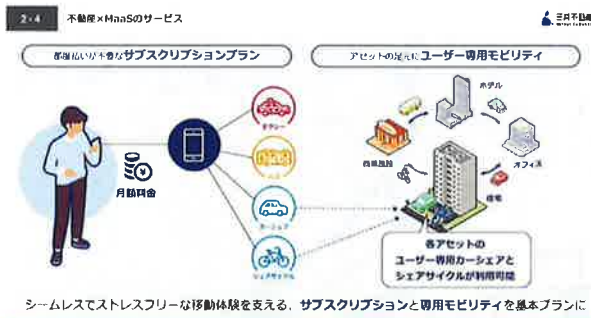 2-4 不動産×MaaSのサービス
三井不動産
都度払いが不要なサブスクリプションプラン
アセットの足元にユーザー専用モビリティ
タクシー
バス
カーシェア
シェアサイクル
月額料金
ホテル
商業施設
オフィス
住宅
各アセットの
ユーザー専用カーシェアと
シェアサイクルが利用可能
シームレスでストレスフリーな移動体験を支える、サブスクリプションと専用モビリティを基本プランに